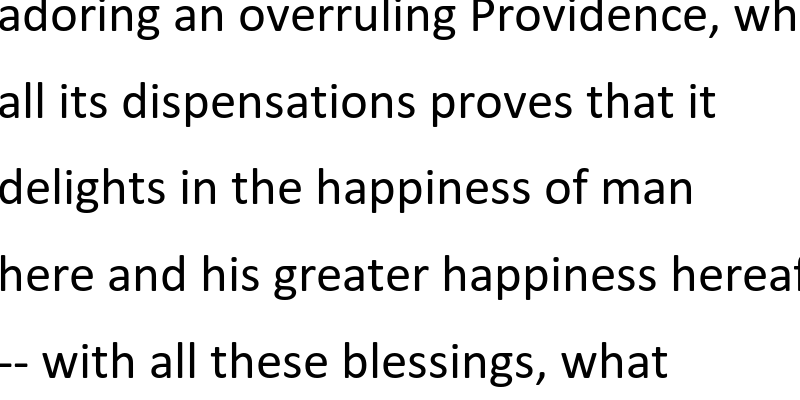 adoring an overruling Providence, wh
all its dispensations proves that it
delights in the happiness of man
here and his greater happiness hereaf
-- with all these blessings, what